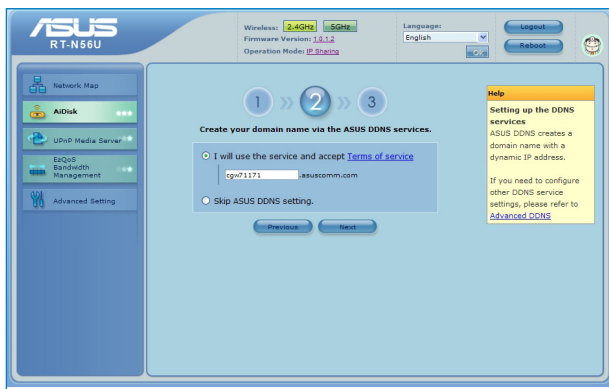 ASUS
RT-N56U
Wireless: 2.4GHz 5GHz
Firmware Version: 1.0.1.2
Operation Mode: IP Sharing
Language:
English
Logout
Reboot
Network Map
AiDisk
UPnP Media Server
EzQoS
Bandwidth
Management
Advanced Setting
1 » 2 » 3
Create your domain name via the ASUS DDNS services.
I will use the service and accept Terms of service
cgw71171 .asuscomm.com
Skip ASUS DDNS setting.
Previous Next
Help
Setting up the DDNS
services
ASUS DDNS creates a
domain name with a
dynamic IP address.
If you need to configure
other DDNS service
settings, please refer to
Advanced DDNS